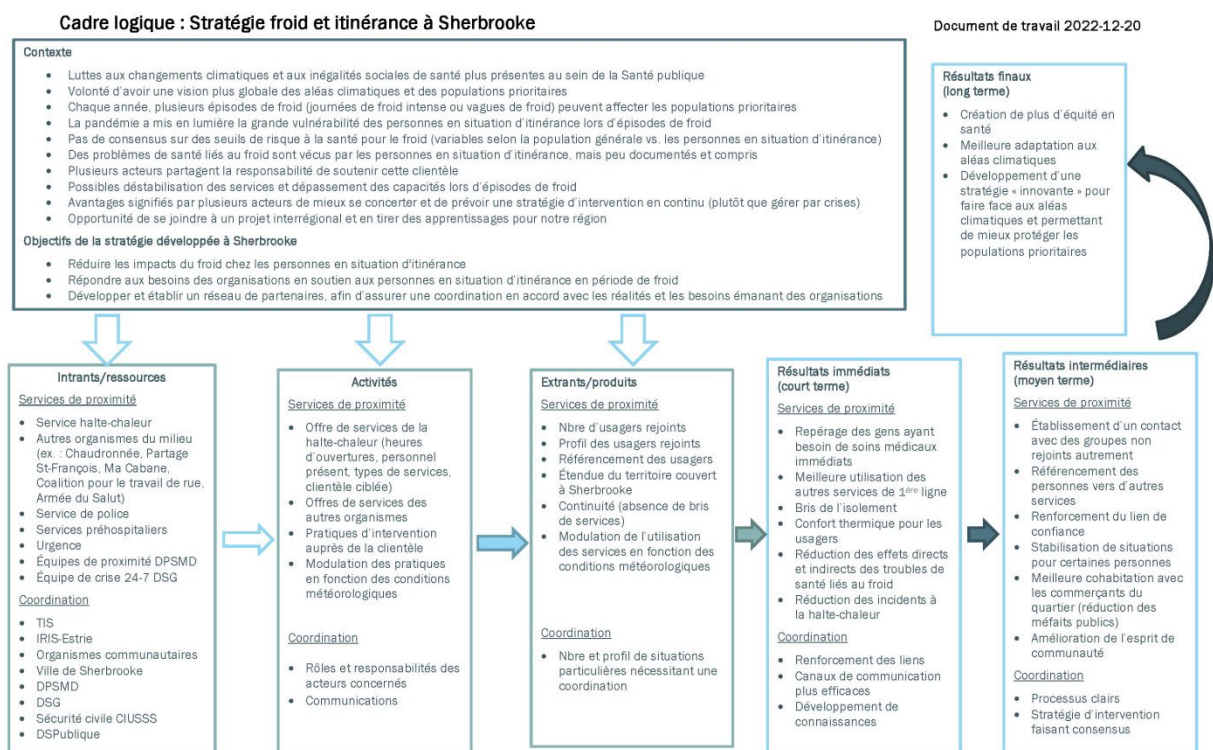 Cadre logique : Stratégie froid et itinérance à Sherbrooke
Document de travail 2022-12-20
Contexte
• Luttes aux changements climatiques et aux inégalités sociales de santé plus présentes au sein de la Santé publique
• Volonté d'avoir une vision plus globale des aléas climatiques et des populations prioritaires
• Chaque année, plusieurs épisodes de froid (journées de froid intense ou vagues de froid) peuvent affecter les populations prioritaires
• La pandémie a mis en lumière la grande vulnérabilité des personnes en situation d'itinérance lors d'épisodes de froid
• Pas de consensus sur des seuils de risque à la santé pour le froid (variables selon la population générale vs. les personnes en situation d'itinérance)
• Des problèmes de santé liés au froid sont vécus par les personnes en situation d'itinérance, mais peu documentés et compris
• Plusieurs acteurs partagent la responsabilité de soutenir cette clientèle
• Possibles déstabilisation des services et dépassement des capacités lors d'épisodes de froid
• Avantages signifiés par plusieurs acteurs de mieux se concerter et de prévoir une stratégie d'intervention en continu (plutôt que gérer par crises)
• Opportunité de se joindre à un projet interrégional et en tirer des apprentissages pour notre région
Objectifs de la stratégie développée à Sherbrooke
• Réduire les impacts du froid chez les personnes en situation d'itinérance
• Répondre aux besoins des organisations en soutien aux personnes en situation d'itinérance en période de froid
• Développer et établir un réseau de partenaires, afin d'assurer une coordination en accord avec les réalités et les besoins émanant des organisations
Résultats finaux
(long terme)
• Création de plus d'équité en
santé
• Meilleure adaptation aux
aléas climatiques
• Développement d'une
stratégie « innovante » pour
faire face aux aléas
climatiques et permettant
de mieux protéger les
populations prioritaires
Intrants/ressources
Services de proximité
• Service halte-chaleur
• Autres organismes du milieu
(ex. : Chaudronnée, Partage
St-François, Ma Cabane,
Coalition pour le travail de rue,
Armée du Salut)
• Service de police
• Services préhospitaliers
• Urgence
• Équipes de proximité DPSMD
• Équipe de crise 24-7 DSG
Coordination
• TIS
• IRIS-Estrie
• Organismes communautaires
• Ville de Sherbrooke
• DPSMD
• DSG
• Sécurité civile CIUSSS
• DSPublique
Activités
Services de proximité
• Offre de services de la
halte-chaleur (heures
d'ouvertures, personnel
présent, types de services,
clientèle ciblée)
• Offres de services des
autres organismes
• Pratiques d'intervention
auprès de la clientèle
• Modulation des pratiques
en fonction des conditions
météorologiques
Coordination
• Rôles et responsabilités des
acteurs concernés
• Communications
Extrants/produits
Services de proximité
• Nbre d'usagers rejoints
• Profil des usagers rejoints
• Référencement des usagers
• Étendue du territoire couvert
à Sherbrooke
• Continuité (absence de bris
de services)
• Modulation de l'utilisation
des services en fonction des
conditions météorologiques
Coordination
• Nbre et profil de situations
particulières nécessitant une
coordination
Résultats immédiats
(court terme)
Services de proximité
• Repérage des gens ayant
besoin de soins médicaux
immédiats
• Meilleure utilisation des
autres services de 1ère ligne
• Bris de l'isolement
• Confort thermique pour les
usagers
• Réduction des effets directs
et indirects des troubles de
santé liés au froid
• Réduction des incidents à
la halte-chaleur
Coordination
• Renforcement des liens
• Canaux de communication
plus efficaces
• Développement de
connaissances
Résultats intermédiaires
(moyen terme)
Services de proximité
• Établissement d'un contact
avec des groupes non
rejoints autrement
• Référencement des
personnes vers d'autres
services
• Renforcement du lien de
confiance
• Stabilisation de situations
pour certaines personnes
• Meilleure cohabitation avec
les commerçants du
quartier (réduction des
méfaits publics)
• Amélioration de l'esprit de
communauté
Coordination
• Processus clairs
• Stratégie d'intervention
faisant consensus